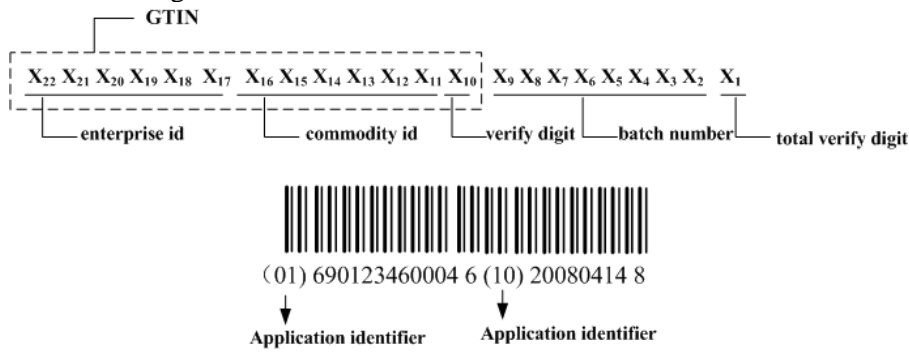 GTIN
X22 X21 X20 X19 X18 X17 X16 X15 X14 X13 X12 X11 X10 X9 X8 X7 X6 X5 X4 X3 X2 X1
enterprise id commodity id verify digit batch number total verify digit
(01) 690123460004 6 (10) 20080414 8
Application identifier Application identifier